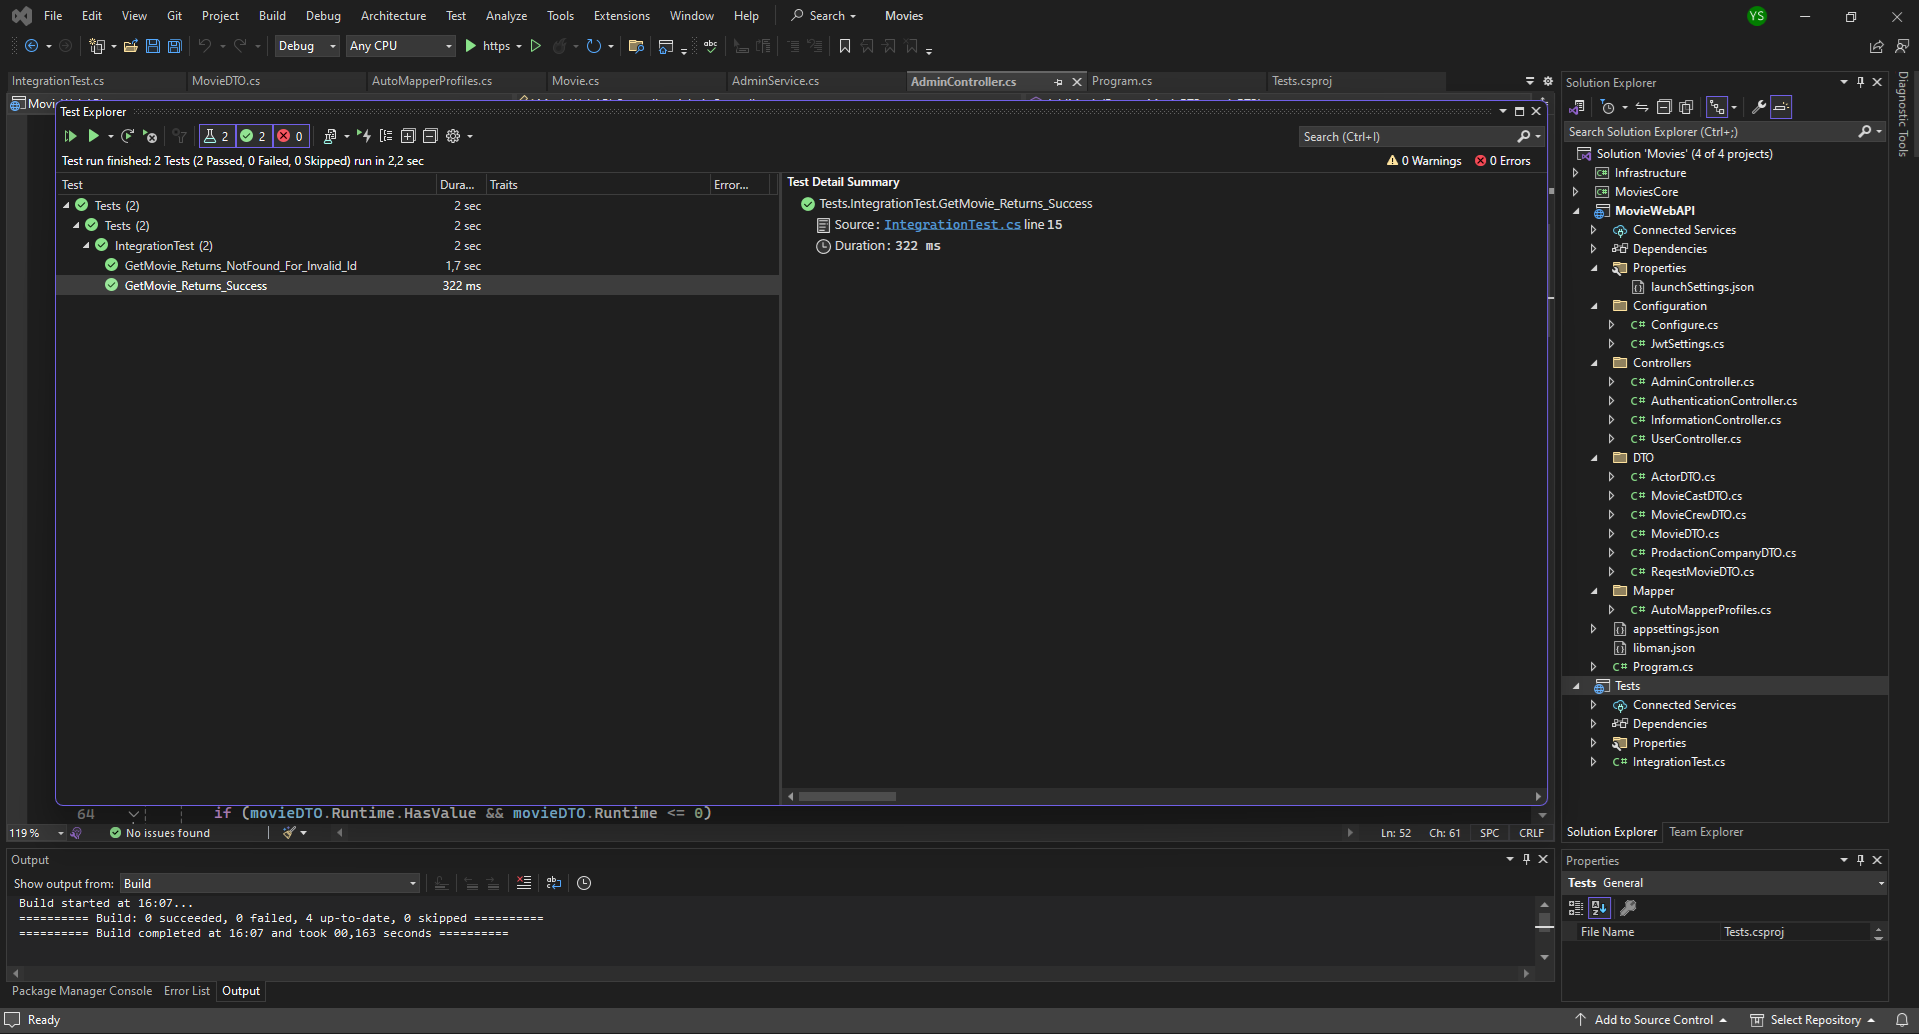 File Edit View Git Project Build Debug Architecture Test Analyze Tools Extensions Window Help Search Movies YS
Debug Any CPU https
IntegrationTest.cs MovieDTO.cs AutoMapperProfiles.cs Movie.cs AdminService.cs AdminController.cs Program.cs Tests.csproj
Test Explorer
2 2 0
Search (Ctrl+I)
Test run finished: 2 Tests (2 Passed, 0 Failed, 0 Skipped) run in 2,2 sec
0 Warnings 0 Errors
Test Dura... Traits Error...
Tests (2) 2 sec
Tests (2) 2 sec
IntegrationTest (2) 2 sec
GetMovie_Returns_NotFound_For_Invalid_Id 1,7 sec
GetMovie_Returns_Success 322 ms
Test Detail Summary
Tests.IntegrationTest.GetMovie_Returns_Success
Source: IntegrationTest.cs line 15
Duration: 322 ms
64 if (movieDTO.Runtime.HasValue && movieDTO.Runtime <= 0)
119 % No issues found Ln: 52 Ch: 61 SPC CRLF
Output
Show output from: Build
Build started at 16:07...
========== Build: 0 succeeded, 0 failed, 4 up-to-date, 0 skipped ==========
========== Build completed at 16:07 and took 00,163 seconds ==========
Package Manager Console Error List Output
Solution Explorer
Search Solution Explorer (Ctrl+;)
Solution 'Movies' (4 of 4 projects)
Infrastructure
MoviesCore
MovieWebAPI
Connected Services
Dependencies
Properties
launchSettings.json
Configuration
C# Configure.cs
C# JwtSettings.cs
Controllers
C# AdminController.cs
C# AuthenticationController.cs
C# InformationController.cs
C# UserController.cs
DTO
C# ActorDTO.cs
C# MovieCastDTO.cs
C# MovieCrewDTO.cs
C# MovieDTO.cs
C# ProdactionCompanyDTO.cs
C# ReqestMovieDTO.cs
Mapper
C# AutoMapperProfiles.cs
appsettings.json
libman.json
C# Program.cs
Tests
Connected Services
Dependencies
Properties
C# IntegrationTest.cs
Solution Explorer Team Explorer
Properties
Tests General
File Name Tests.csproj
Diagnostic Tools
Ready Add to Source Control Select Repository